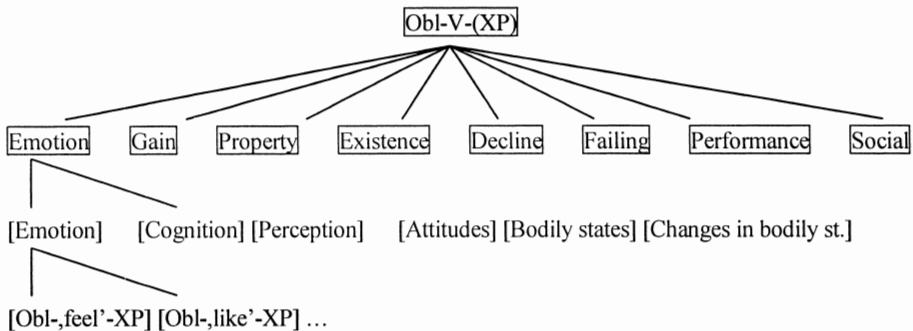 Obl-V-(XP)
Emotion Gain Property Existence Decline Failing Performance Social
[Emotion] [Cognition] [Perception] [Attitudes] [Bodily states] [Changes in bodily st.]
[Obl-‚feel’-XP] [Obl-‚like’-XP] ...